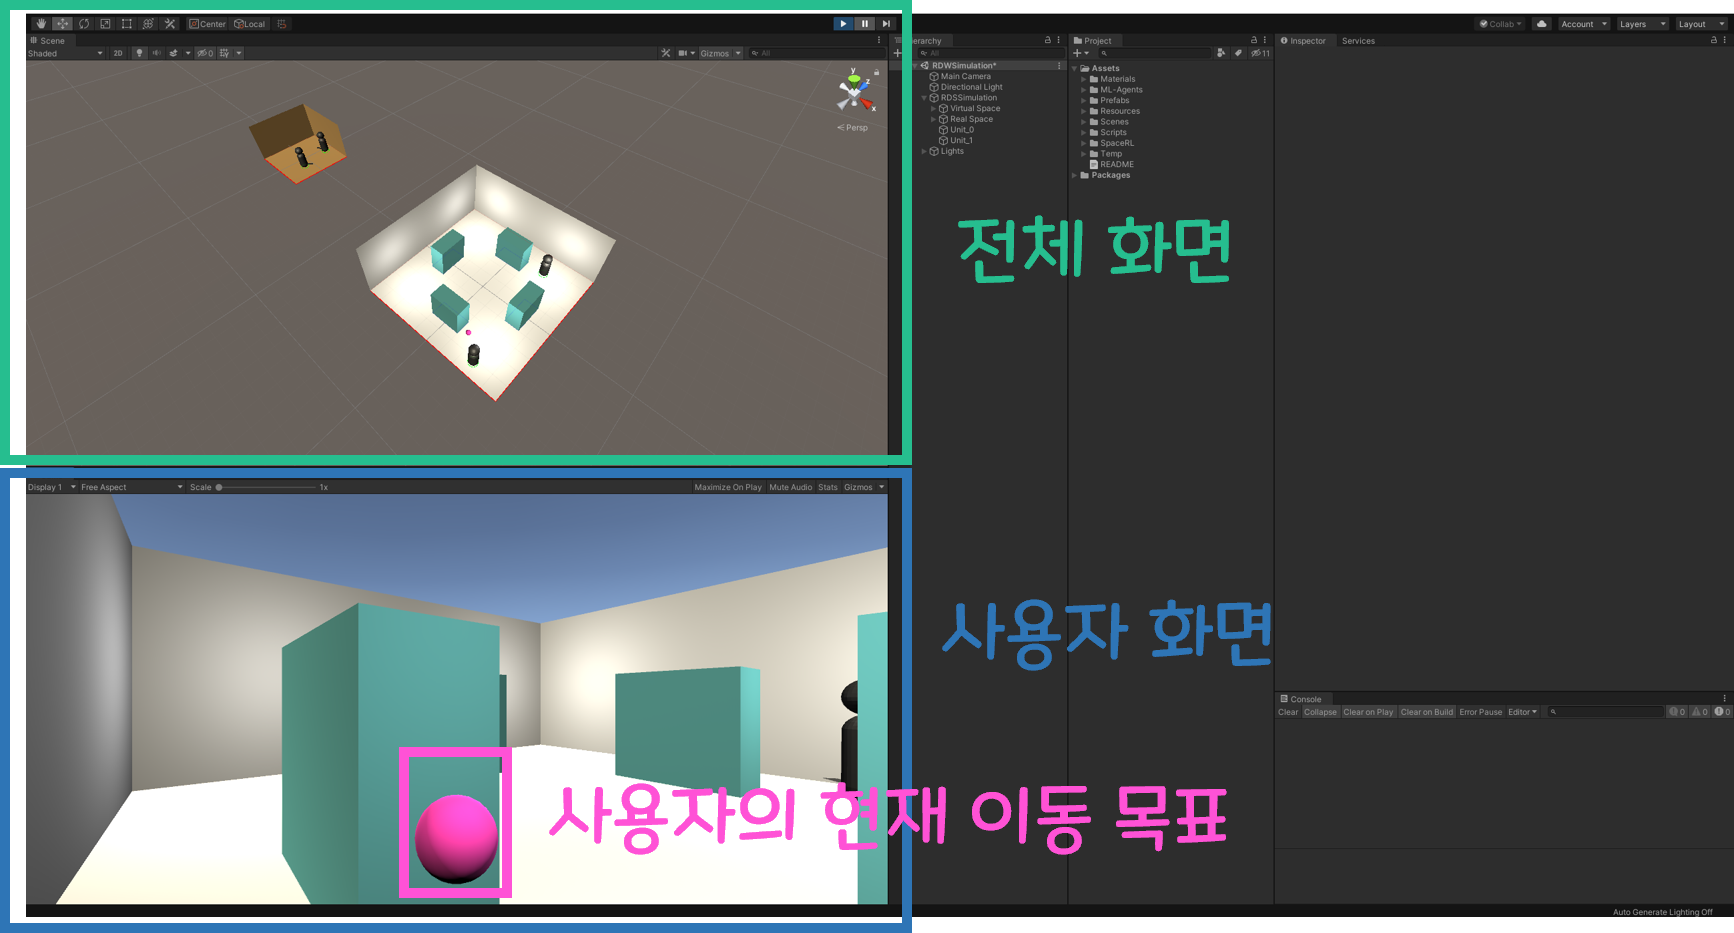 Center Local
Collab Account Layers Layout
Scene
Shaded 2D 0 Gizmos All
y
z
x
Persp
erarchy
All
RDWSimulation*
Main Camera
Directional Light
RDSSimulation
Virtual Space
Real Space
Unit_0
Unit_1
Lights
Project
11
Assets
Materials
ML-Agents
Prefabs
Resources
Scenes
Scripts
SpaceRL
Temp
README
Packages
Inspector Services
전체 화면
Display 1 Free Aspect Scale 1x Maximize On Play Mute Audio Stats Gizmos
사용자 화면
사용자의 현재 이동 목표
Console
Clear Collapse Clear on Play Clear on Build Error Pause Editor 0 0 0
Auto Generate Lighting Off